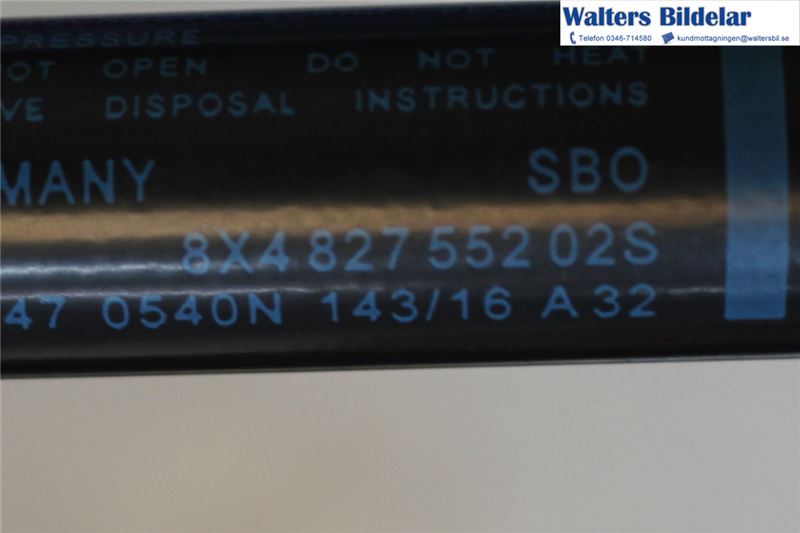 Walters Bildelar
Telefon 0346-714580 kundmottagningen@waltersbil.se
PRESSURE
OT OPEN DO NOT HEAT
VE DISPOSAL INSTRUCTIONS
MANY SBO
8X4 827 552 02S
47 0540N 143/16 A 32